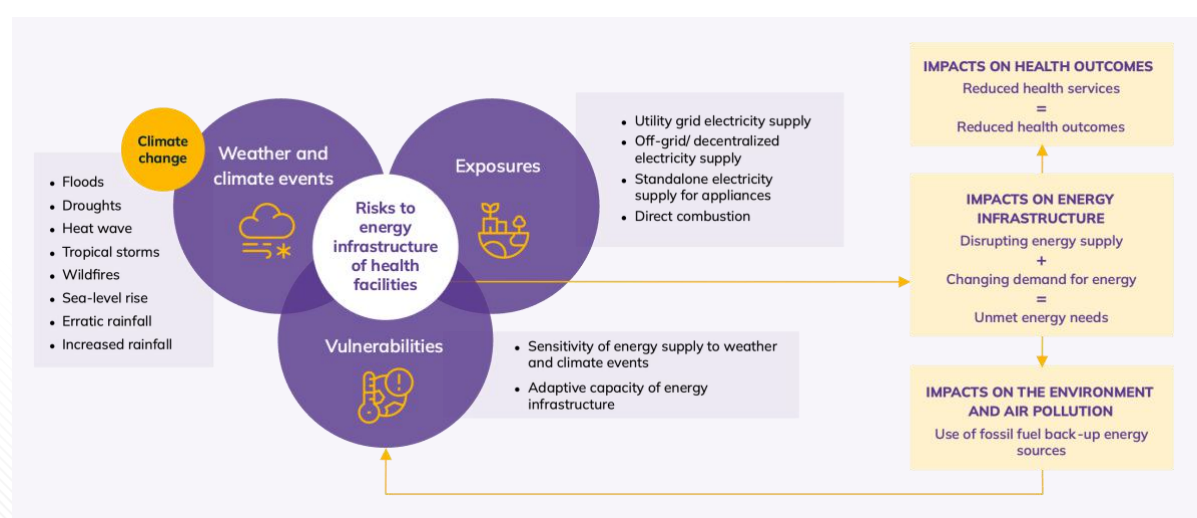 Climate
change
Weather and
climate events
• Floods
• Droughts
• Heat wave
• Tropical storms
• Wildfires
• Sea-level rise
• Erratic rainfall
• Increased rainfall
Exposures
• Utility grid electricity supply
• Off-grid/ decentralized
electricity supply
• Standalone electricity
supply for appliances
• Direct combustion
Risks to
energy
infrastructure
of health
facilities
Vulnerabilities
• Sensitivity of energy supply to weather
and climate events
• Adaptive capacity of energy
infrastructure
IMPACTS ON HEALTH OUTCOMES
Reduced health services
=
Reduced health outcomes
IMPACTS ON ENERGY
INFRASTRUCTURE
Disrupting energy supply
+
Changing demand for energy
=
Unmet energy needs
IMPACTS ON THE ENVIRONMENT
AND AIR POLLUTION
Use of fossil fuel back-up energy
sources